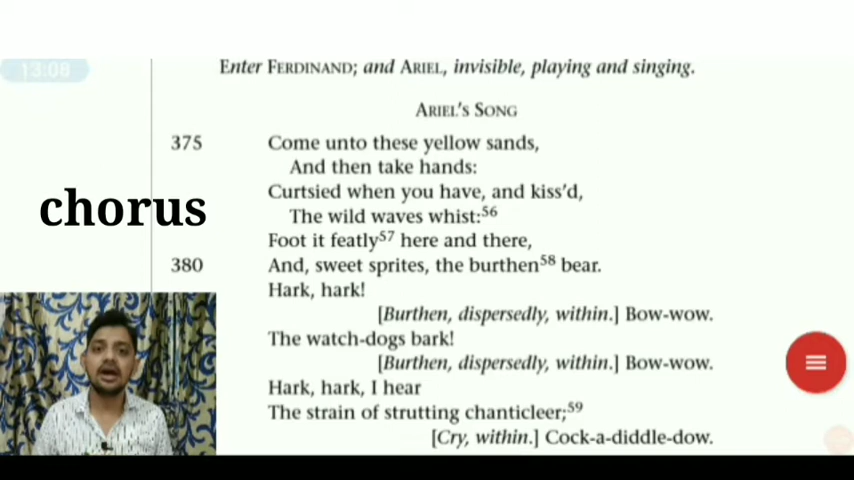 13:08
Enter FERDINAND; and ARIEL, invisible, playing and singing.
ARIEL'S SONG
375 Come unto these yellow sands,
And then take hands:
Curtsied when you have, and kiss'd,
chorus
The wild waves whist:56
Foot it featly57 here and there,
380 And, sweet sprites, the burthen58 bear.
Hark, hark!
[Burthen, dispersedly, within.] Bow-wow.
The watch-dogs bark!
[Burthen, dispersedly, within.] Bow-wow.
Hark, hark, I hear
The strain of strutting chanticleer;59
[Cry, within.] Cock-a-diddle-dow.